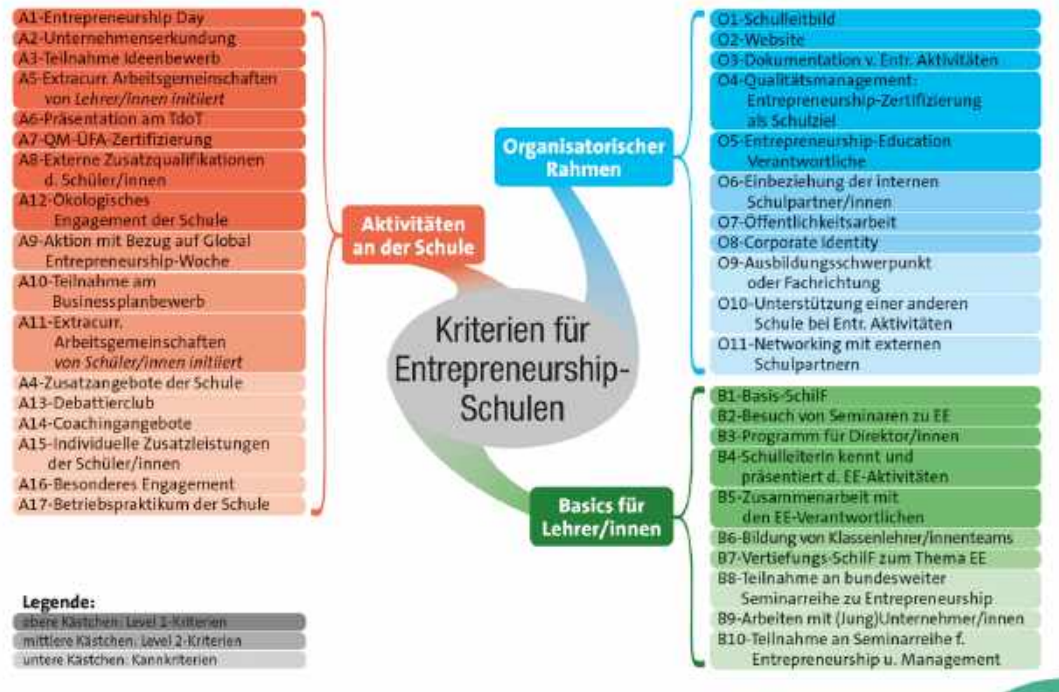 A1-Entrepreneurship Day
A2-Unternehmenserkundung
A3-Teilnahme Ideenbewerb
A5-Extracurr. Arbeitsgemeinschaften
von Lehrer/innen initiiert
A6-Präsentation am TdoT
A7-QM-ÜFA-Zertifizierung
A8-Externe Zusatzqualifikationen
d. Schüler/innen
A12-Ökologisches
Engagement der Schule
A9-Aktion mit Bezug auf Global
Entrepreneurship-Woche
A10-Teilnahme am
Businessplanbewerb
A11-Extracurr.
Arbeitsgemeinschaften
von Schüler/innen initiiert
A4-Zusatzangebote der Schule
A13-Debattierclub
A14-Coachingangebote
A15-Individuelle Zusatzleistungen
der Schüler/innen
A16-Besonderes Engagement
A17-Betriebspraktikum der Schule
Aktivitäten
an der Schule
Kriterien für
Entrepreneurship-
Schulen
Organisatorischer
Rahmen
O1-Schulleitbild
O2-Website
O3-Dokumentation v. Entr. Aktivitäten
O4-Qualitätsmanagement:
Entrepreneurship-Zertifizierung
als Schulziel
O5-Entrepreneurship-Education
Verantwortliche
O6-Einbeziehung der internen
Schulpartner/innen
O7-Öffentlichkeitsarbeit
O8-Corporate Identity
O9-Ausbildungsschwerpunkt
oder Fachrichtung
O10-Unterstützung einer anderen
Schule bei Entr. Aktivitäten
O11-Networking mit externen
Schulpartnern
Basics für
Lehrer/innen
B1-Basis-SchilF
B2-Besuch von Seminaren zu EE
B3-Programm für Direktor/innen
B4-SchulleiterIn kennt und
präsentiert d. EE-Aktivitäten
B5-Zusammenarbeit mit
den EE-Verantwortlichen
B6-Bildung von Klassenlehrer/innenteams
B7-Vertiefungs-SchilF zum Thema EE
B8-Teilnahme an bundesweiter
Seminarreihe zu Entrepreneurship
B9-Arbeiten mit (Jung)Unternehmer/innen
B10-Teilnahme an Seminarreihe f.
Entrepreneurship u. Management
Legende:
obere Kästchen: Level 1-Kriterien
mittlere Kästchen: Level 2-Kriterien
untere Kästchen: Kannkriterien